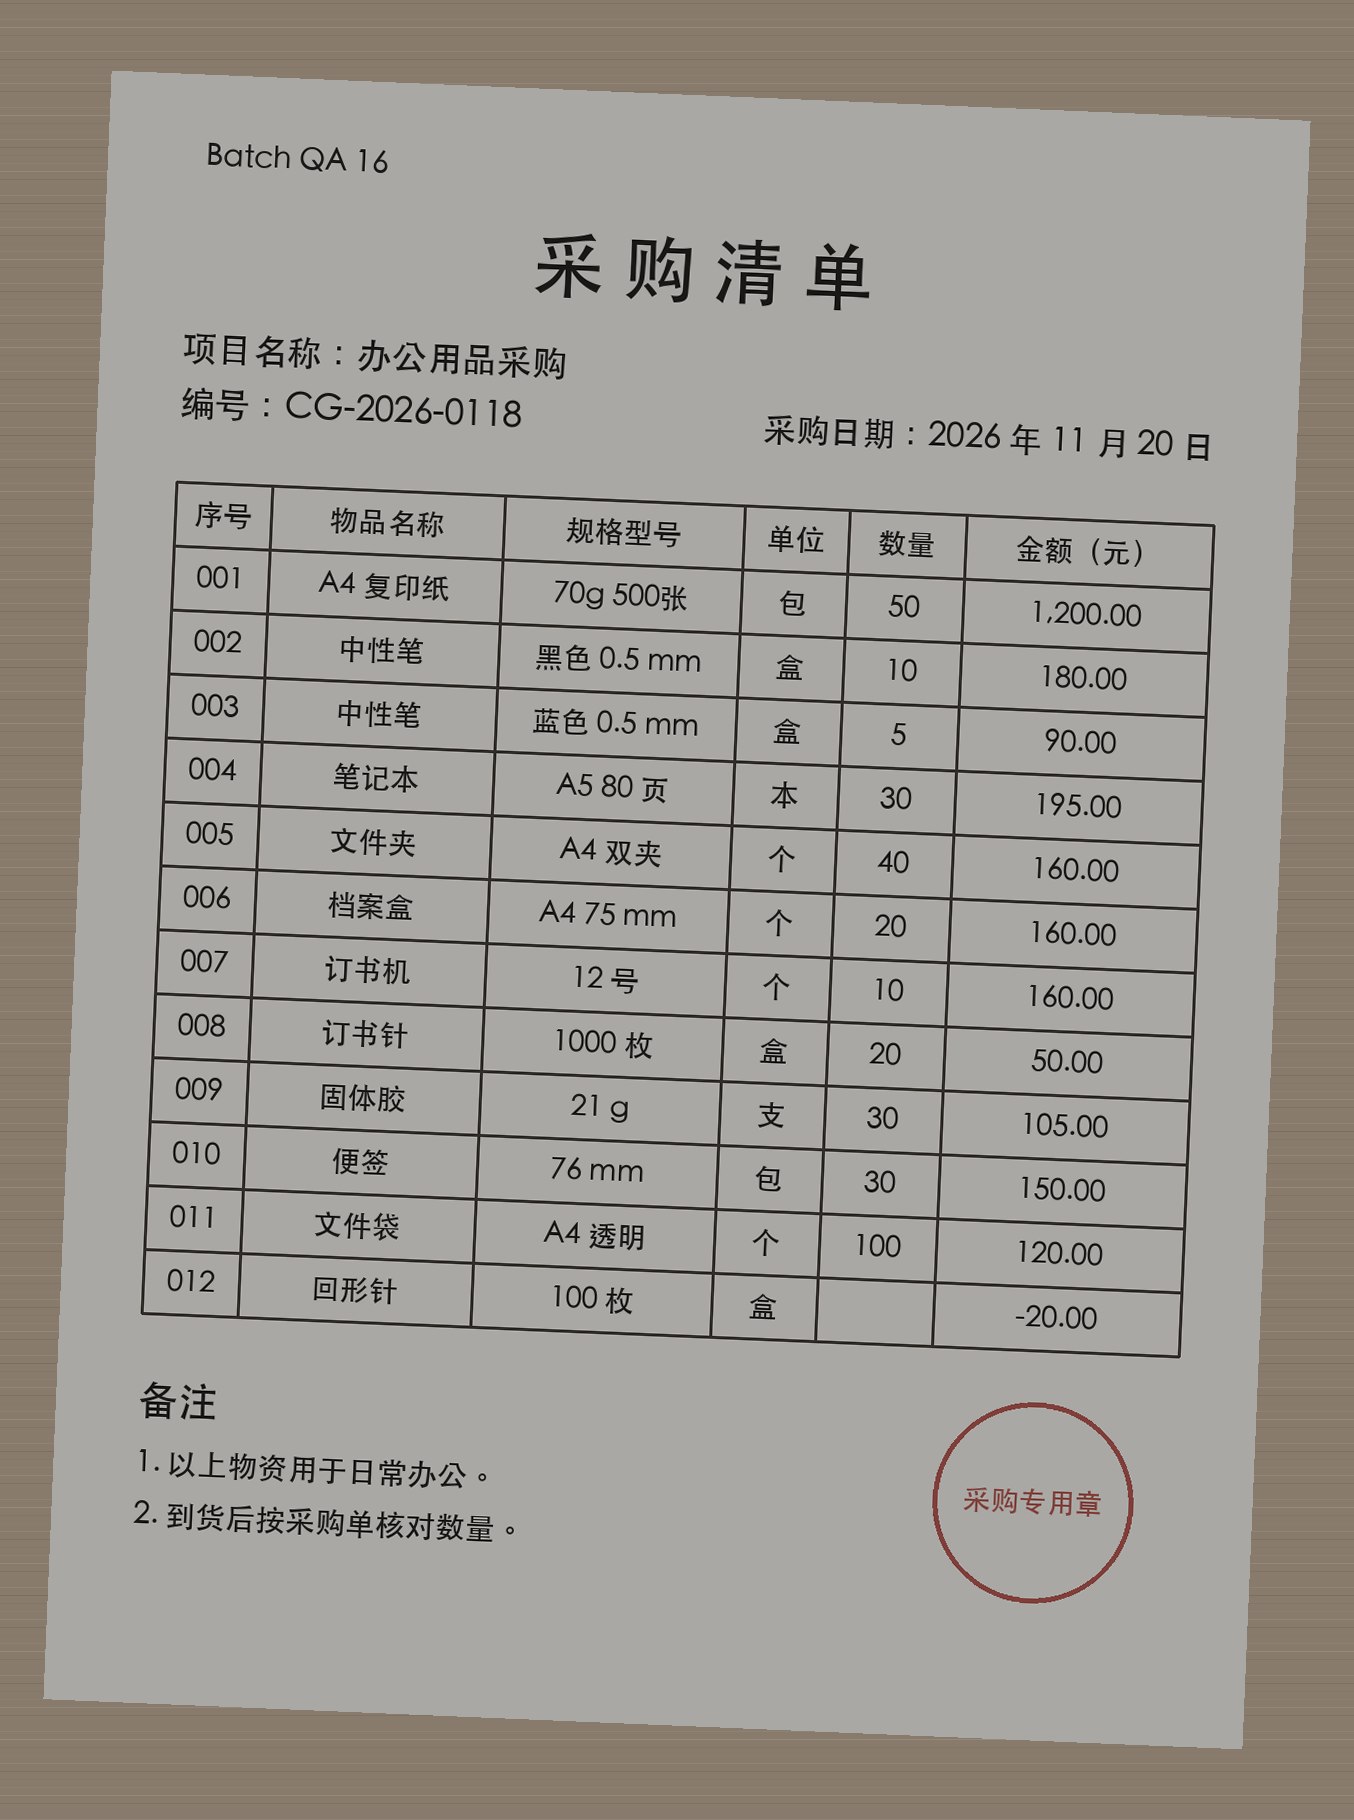 Batch QA 16
采购清单
项目名称：办公用品采购
编号：CG-2026-0118
采购日期：2026 年 11 月 20 日
序号 物品名称 规格型号 单位 数量 金额（元）
001 A4 复印纸 70g 500张 包 50 1,200.00
002 中性笔 黑色 0.5 mm 盒 10 180.00
003 中性笔 蓝色 0.5 mm 盒 5 90.00
004 笔记本 A5 80 页 本 30 195.00
005 文件夹 A4 双夹 个 40 160.00
006 档案盒 A4 75 mm 个 20 160.00
007 订书机 12 号 个 10 160.00
008 订书针 1000 枚 盒 20 50.00
009 固体胶 21 g 支 30 105.00
010 便签 76 mm 包 30 150.00
011 文件袋 A4 透明 个 100 120.00
012 回形针 100 枚 盒 -20.00
备注
1. 以上物资用于日常办公。
2. 到货后按采购单核对数量。
采购专用章